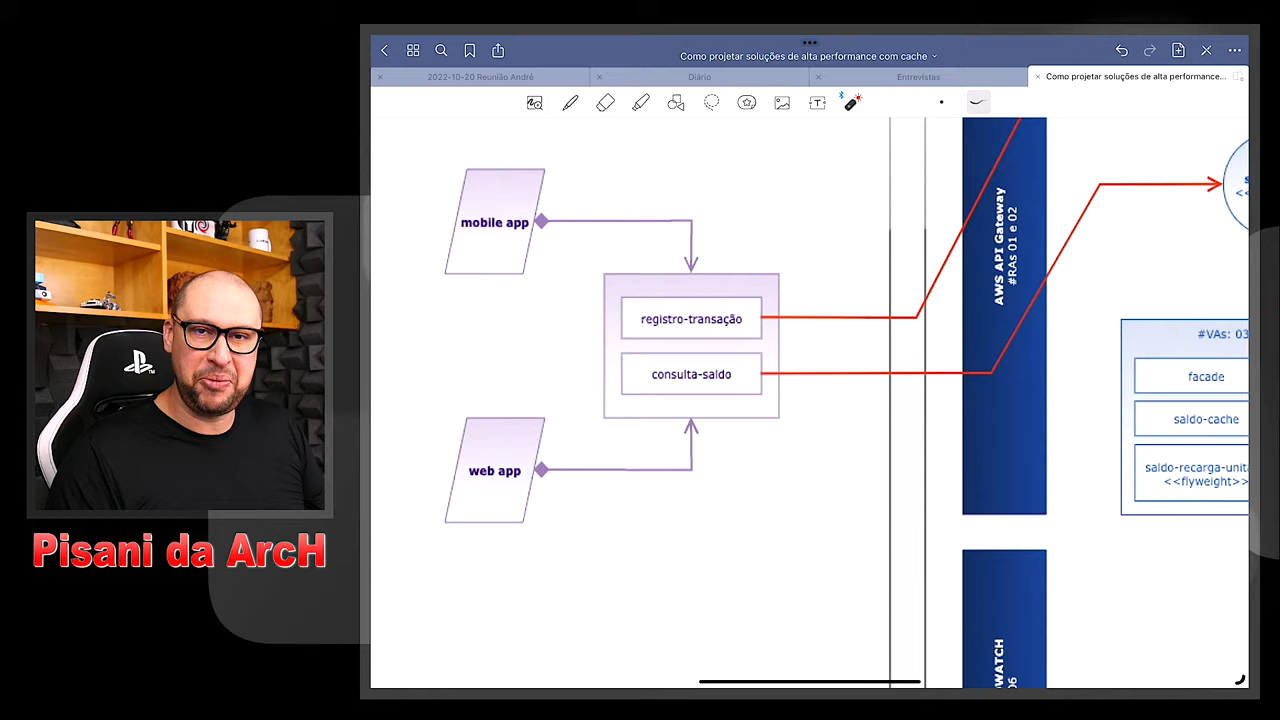 Como projetar soluções de alta performance com cache
2022-10-20 Reunião André
Diário
Entrevistas
Como projetar soluções de alta performance...
T
mobile app
registro-transação
consulta-saldo
web app
AWS API Gateway
#RAs 01 e 02
#VAs: 03
facade
saldo-cache
saldo-recarga-unita
<<flyweight>>
Pisani da ArcH